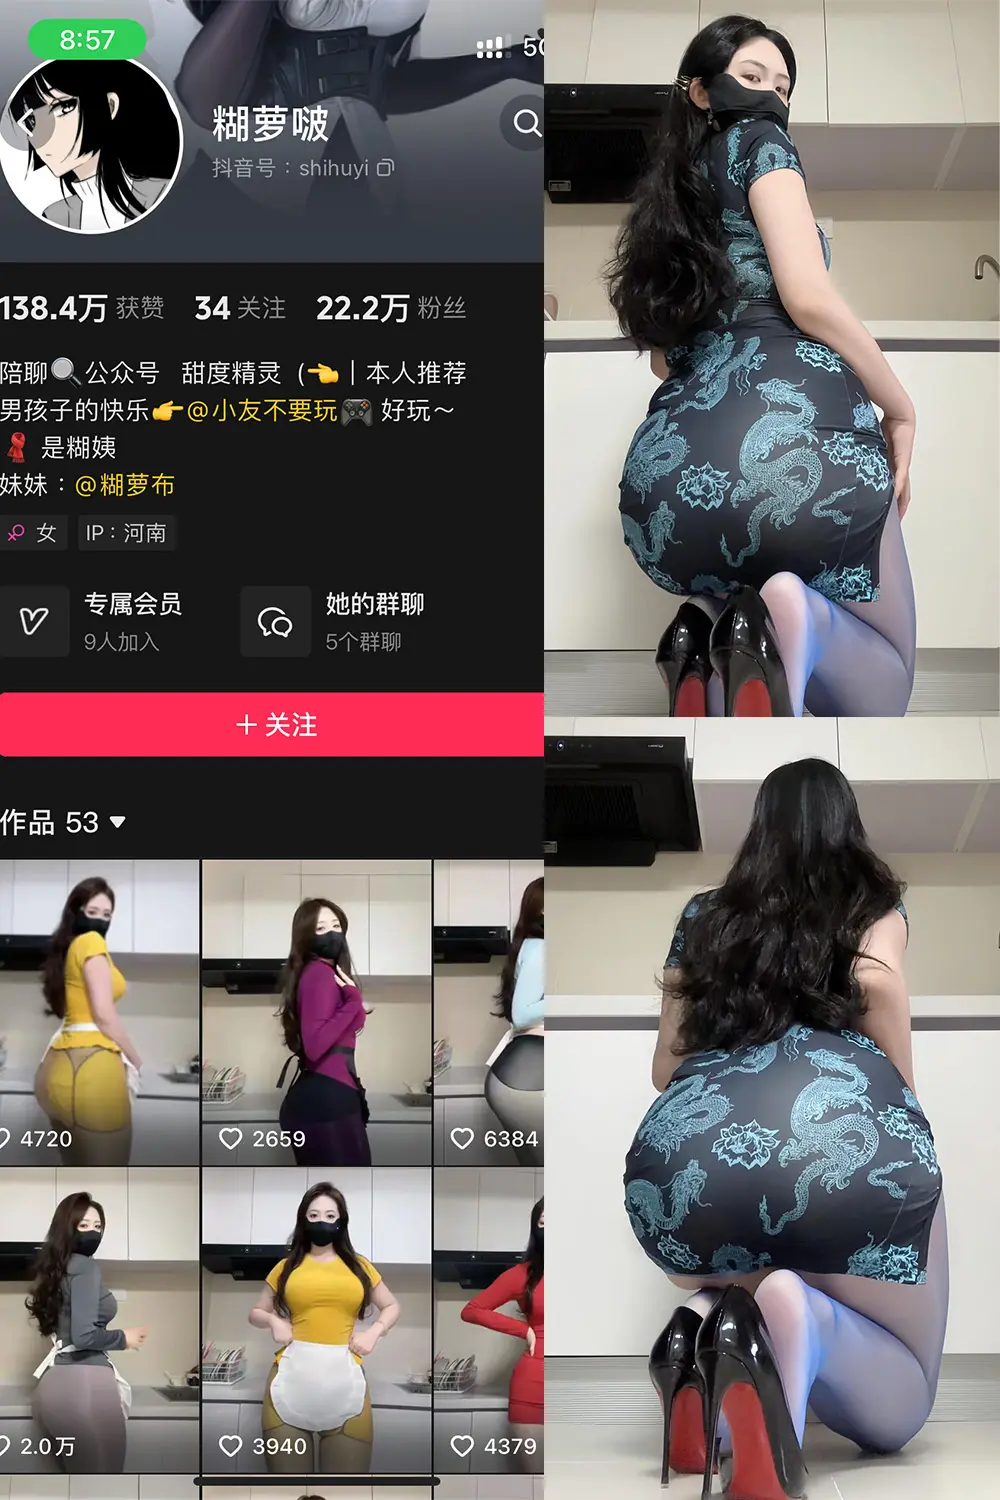 8:57
5G
糊萝啵
抖音号：shihuyi
138.4万 获赞 34 关注 22.2万 粉丝
陪聊🔍公众号 甜度精灵（👈｜本人推荐
男孩子的快乐👉@小友不要玩🎮 好玩～
🧣 是糊姨
妹妹：@糊萝布
女 IP：河南
专属会员
9人加入
她的群聊
5个群聊
+ 关注
作品 53
4720
2659
6384
2.0万
3940
4379